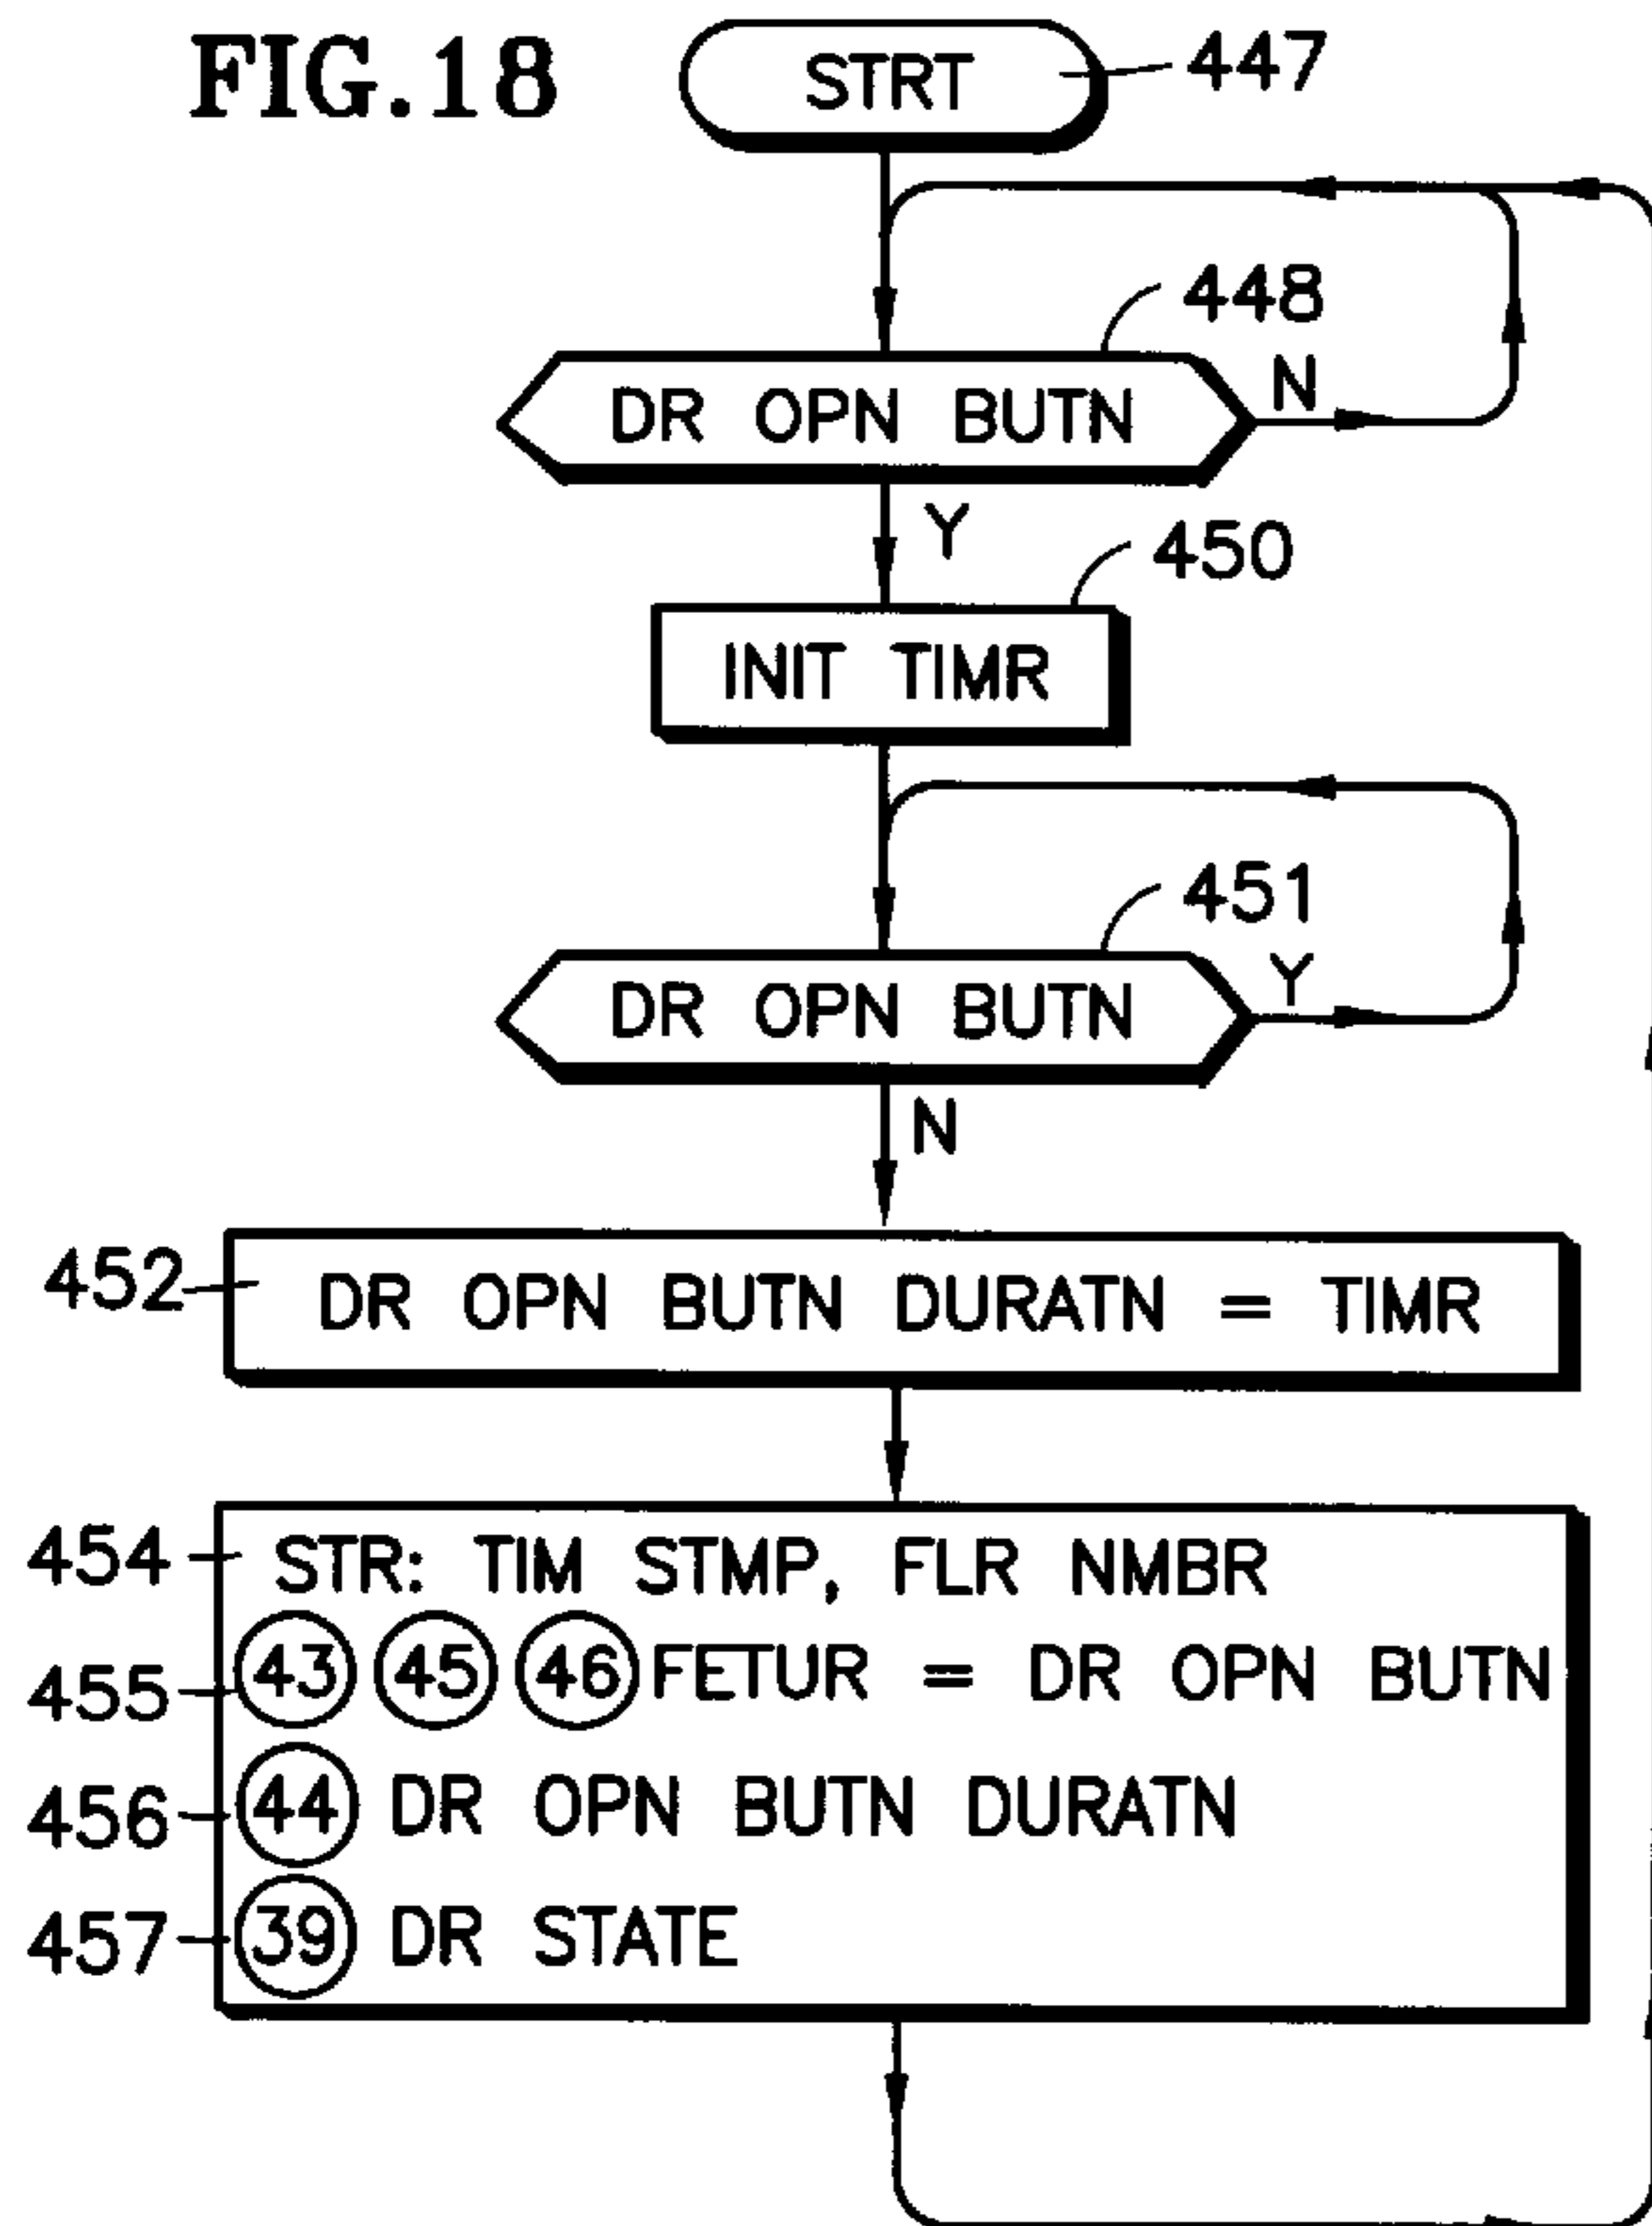 FIG.18
STRT
447
448
DR OPN BUTN
N
Y
450
INIT TIMR
451
DR OPN BUTN
Y
N
452
DR OPN BUTN DURATN = TIMR
454
STR: TIM STMP, FLR NMBR
455
43 45 46 FETUR = DR OPN BUTN
456
44 DR OPN BUTN DURATN
457
39 DR STATE